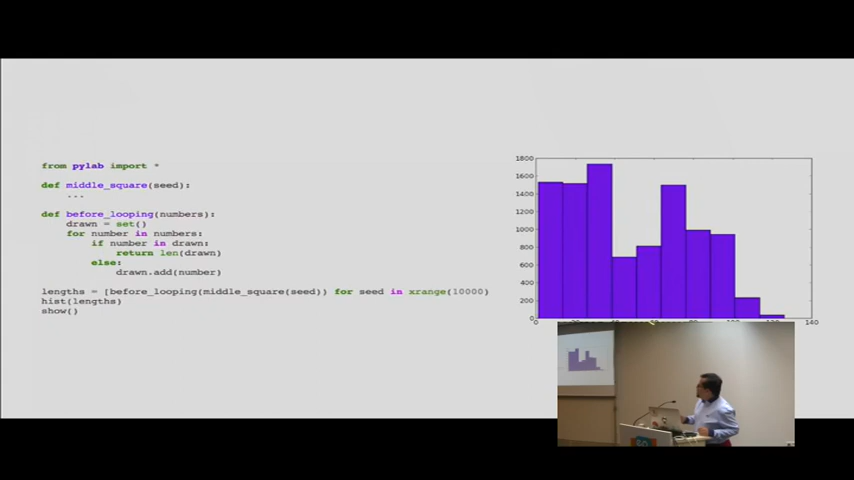 from pylab import *
def middle_square(seed):
...
def before_looping(numbers):
drawn = set()
for number in numbers:
if number in drawn:
return len(drawn)
else:
drawn.add(number)
lengths = [before_looping(middle_square(seed)) for seed in xrange(10000)
hist(lengths)
show()
1800
1600
1400
1200
1000
800
600
400
200
0
0
140